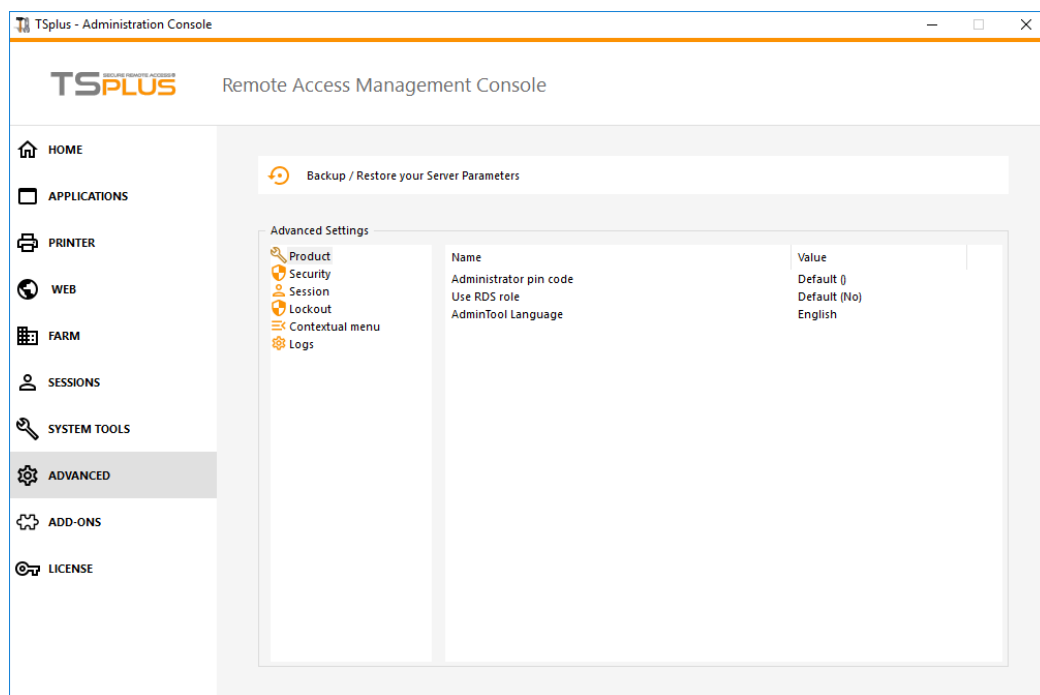 TSplus - Administration Console
TSPLUS SECURE REMOTE ACCESS®
Remote Access Management Console
HOME
APPLICATIONS
PRINTER
WEB
FARM
SESSIONS
SYSTEM TOOLS
ADVANCED
ADD-ONS
LICENSE
Backup / Restore your Server Parameters
Advanced Settings
Product
Security
Session
Lockout
Contextual menu
Logs
Name Value
Administrator pin code Default ()
Use RDS role Default (No)
AdminTool Language English